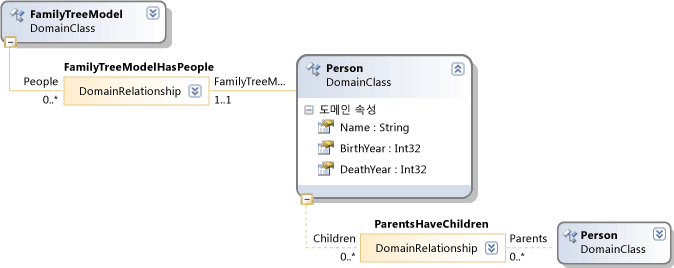 FamilyTreeModel
DomainClass
FamilyTreeModelHasPeople
People
DomainRelationship
FamilyTreeM...
0..*
1..1
Person
DomainClass
도메인 속성
Name : String
BirthYear : Int32
DeathYear : Int32
ParentsHaveChildren
Children
DomainRelationship
Parents
0..*
0..*
Person
DomainClass